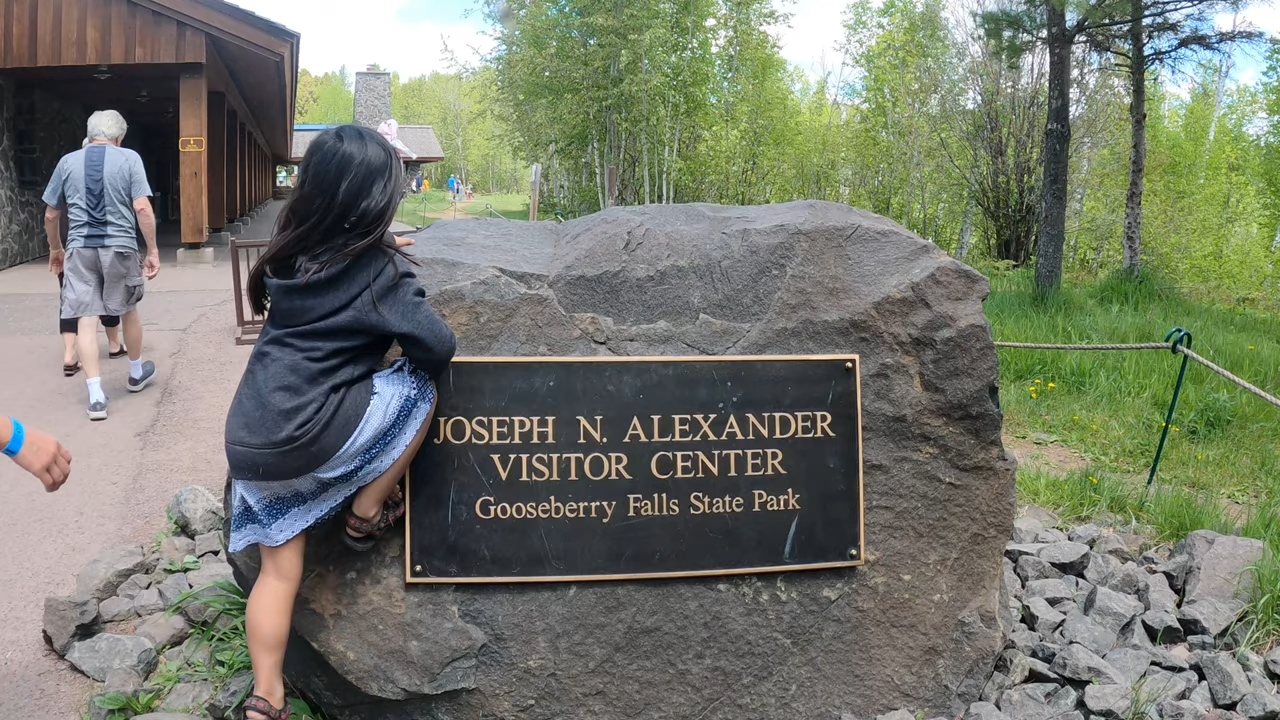 JOSEPH N. ALEXANDER
VISITOR CENTER
Gooseberry Falls State Park